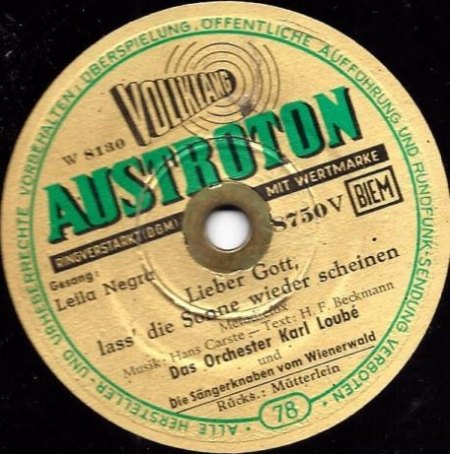 ALLE HERSTELLER- UND URHEBERRECHTE VORBEHALTEN, ÜBERSPIELUNG, ÖFFENTLICHE AUFFÜHRUNG UND RUNDFUNK-SENDUNG VERBOTEN
VOLLKLANG
W 8130
AUSTROTON
RINGVERSTÄRKT (D.G.M.) MIT WERTMARKE
8750 V
BIEM
Gesang:
Leila Negra
Lieber Gott,
lass' die Sonne wieder scheinen
Musik: Hans Carste - Text: H. F. Beckmann
Das Orchester Karl Loubé
und
Die Sängerknaben vom Wienerwald
Rücks.: Mütterlein
78